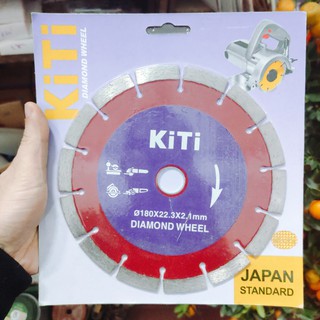 KiTi
DIAMOND WHEEL
KiTi
Ø180X22.3X2,1mm
DIAMOND WHEEL
JAPAN
STANDARD